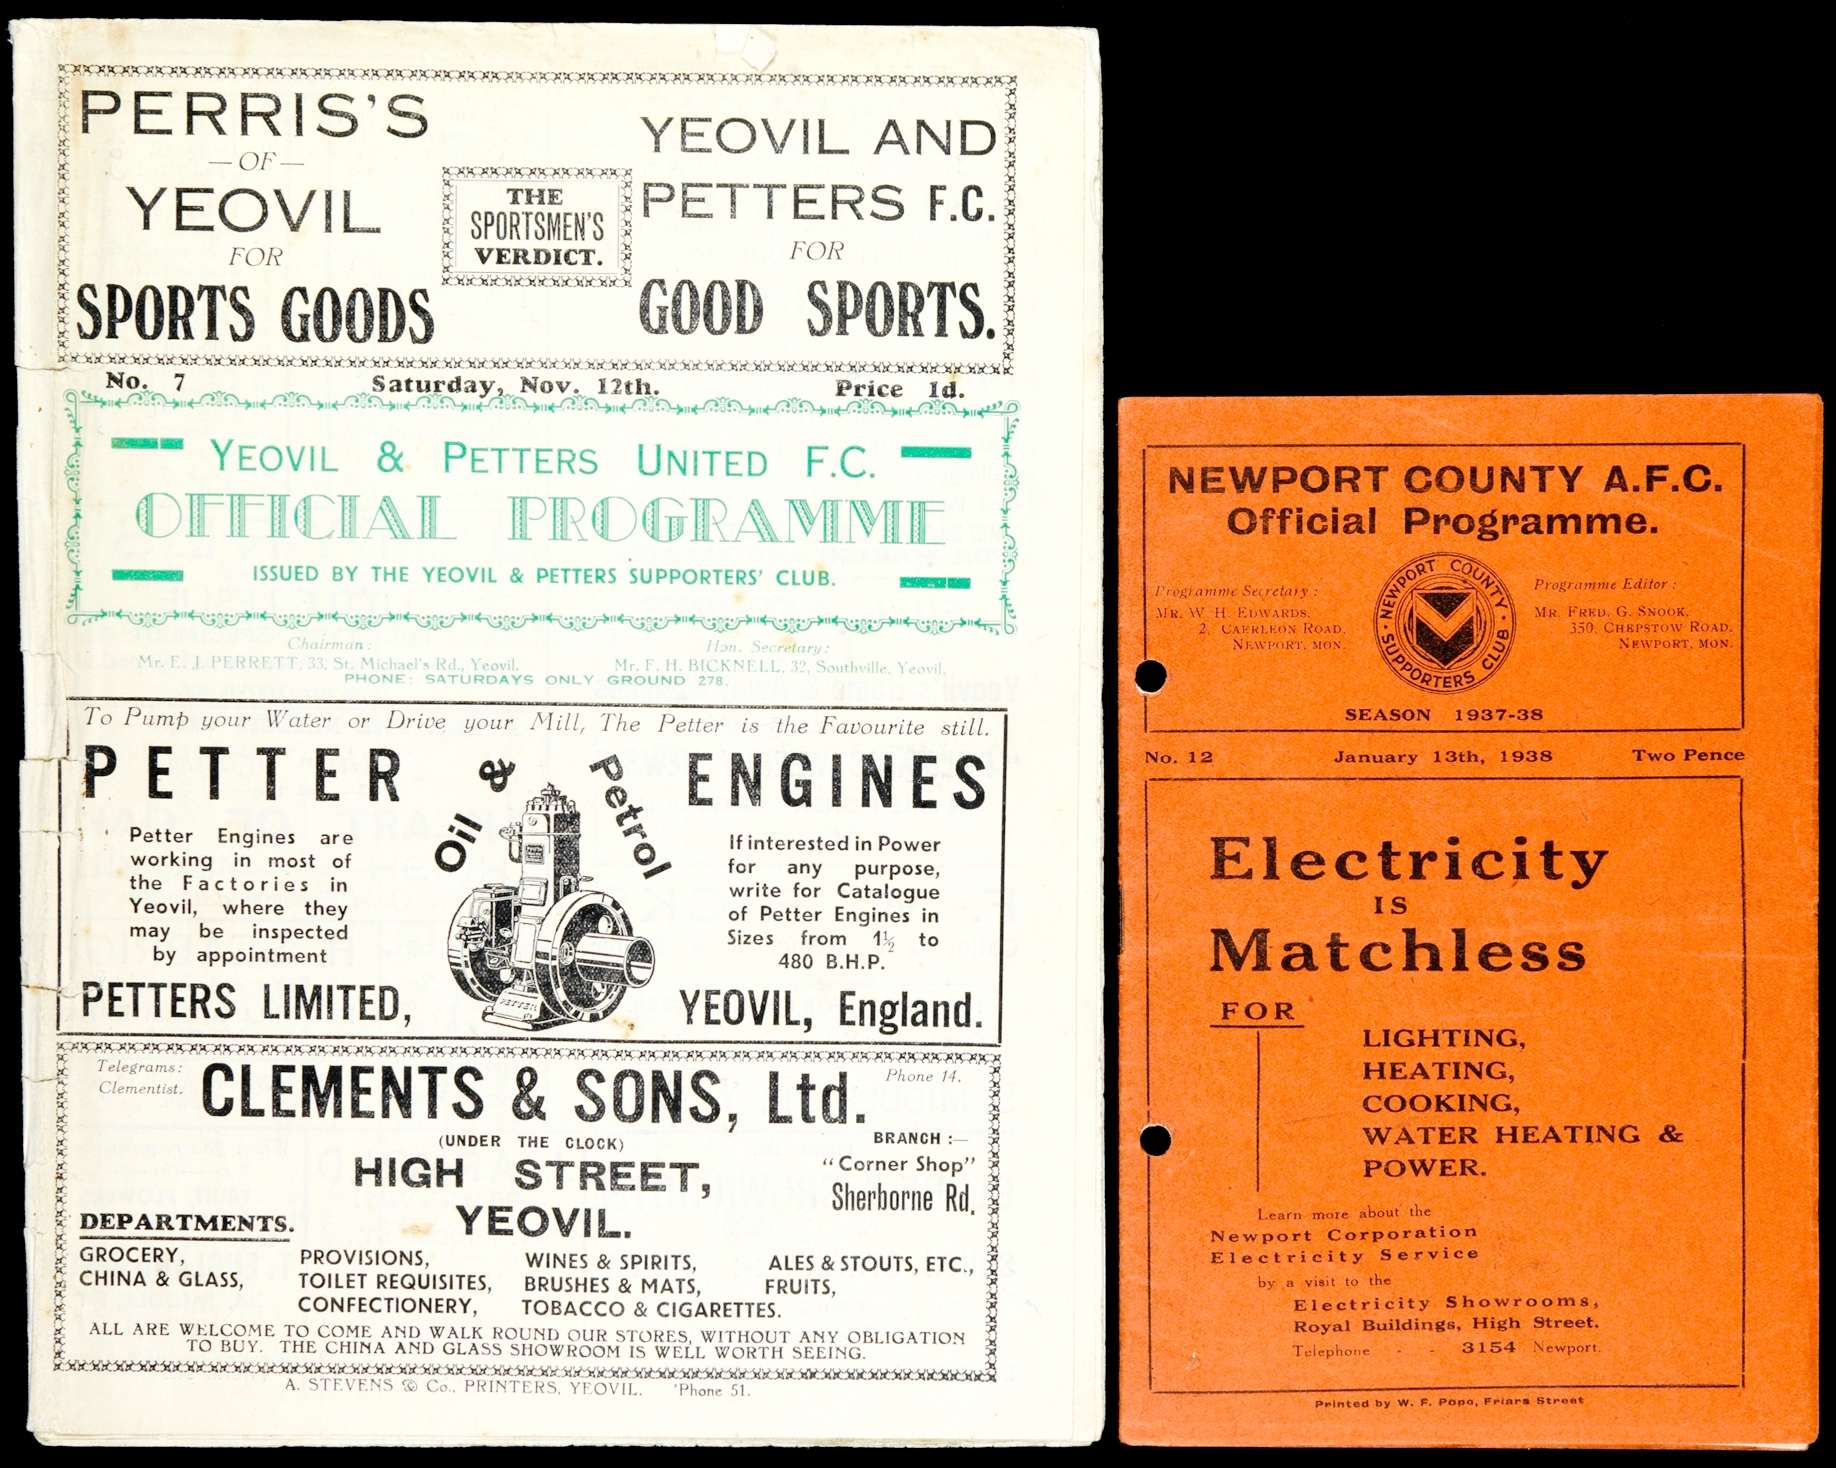 PERRIS'S
— OF —
YEOVIL
FOR
SPORTS GOODS
THE
SPORTSMEN'S
VERDICT.
YEOVIL AND
PETTERS F.C.
FOR
GOOD SPORTS.
No. 7 Saturday, Nov. 12th. Price 1d.
YEOVIL & PETTERS UNITED F.C.
OFFICIAL PROGRAMME
ISSUED BY THE YEOVIL & PETTERS SUPPORTERS' CLUB.
Chairman: Hon. Secretary:
Mr. E. J. PERRETT, 33, St. Michael's Rd., Yeovil. Mr. F. H. BICKNELL, 32, Southville, Yeovil.
PHONE: SATURDAYS ONLY GROUND 278.
To Pump your Water or Drive your Mill, The Petter is the Favourite still.
PETTER Oil & Petrol ENGINES
Petter Engines are
working in most of
the Factories in
Yeovil, where they
may be inspected
by appointment
PETTER
If interested in Power
for any purpose,
write for Catalogue
of Petter Engines in
Sizes from 1½ to
480 B.H.P.
PETTERS LIMITED, YEOVIL, England.
Telegrams:
Clementist.
CLEMENTS & SONS, Ltd.
Phone 14.
(UNDER THE CLOCK)
HIGH STREET,
YEOVIL.
BRANCH :—
"Corner Shop"
Sherborne Rd.
DEPARTMENTS.
GROCERY, PROVISIONS, WINES & SPIRITS, ALES & STOUTS, ETC.,
CHINA & GLASS, TOILET REQUISITES, BRUSHES & MATS, FRUITS,
CONFECTIONERY, TOBACCO & CIGARETTES.
ALL ARE WELCOME TO COME AND WALK ROUND OUR STORES, WITHOUT ANY OBLIGATION
TO BUY. THE CHINA AND GLASS SHOWROOM IS WELL WORTH SEEING.
A. STEVENS & Co., PRINTERS, YEOVIL. 'Phone 51.
NEWPORT COUNTY A.F.C.
Official Programme.
Programme Secretary:
MR. W. H. EDWARDS,
2, CAERLEON ROAD,
NEWPORT, MON.
NEWPORT COUNTY
SUPPORTERS CLUB
Programme Editor:
MR. FRED. G. SNOOK,
350, CHEPSTOW ROAD,
NEWPORT, MON.
SEASON 1937-38
No. 12 January 13th, 1938 Two Pence
Electricity
IS
Matchless
FOR
LIGHTING,
HEATING,
COOKING,
WATER HEATING &
POWER.
Learn more about the
Newport Corporation
Electricity Service
by a visit to the
Electricity Showrooms,
Royal Buildings, High Street.
Telephone - - 3154 Newport.
Printed by W. F. Pope, Friars Street